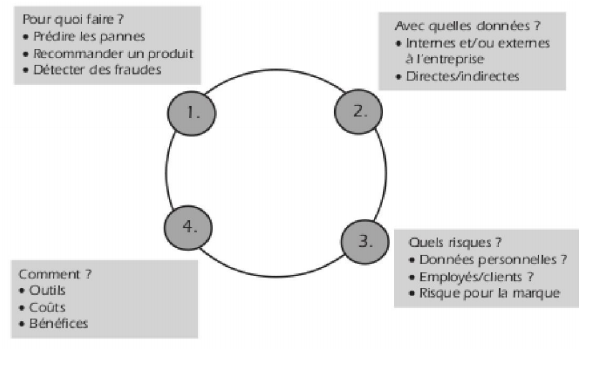 Pour quoi faire ?
• Prédire les pannes
• Recommander un produit
• Détecter des fraudes
1.
Avec quelles données ?
• Internes et/ou externes
à l'entreprise
• Directes/indirectes
2.
Quels risques ?
• Données personnelles ?
• Employés/clients ?
• Risque pour la marque
3.
Comment ?
• Outils
• Coûts
• Bénéfices
4.